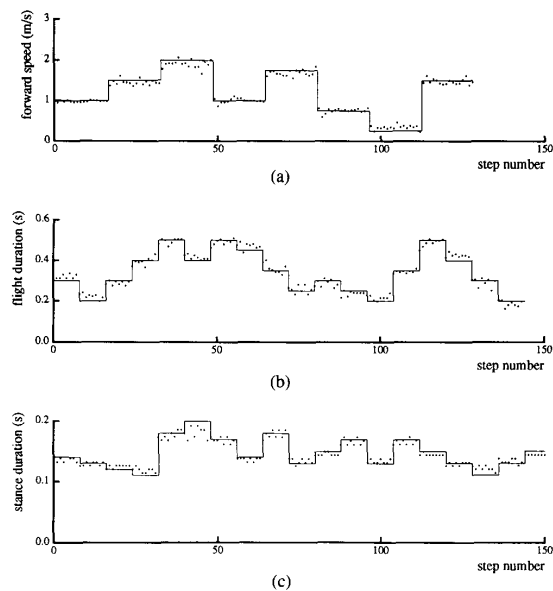 forward speed (m/s)
3
2
1
0
0
50
100
150
step number
(a)
flight duration (s)
0.6
0.4
0.2
0.0
0
50
100
150
step number
(b)
stance duration (s)
0.2
0.1
0.0
0
50
100
150
step number
(c)